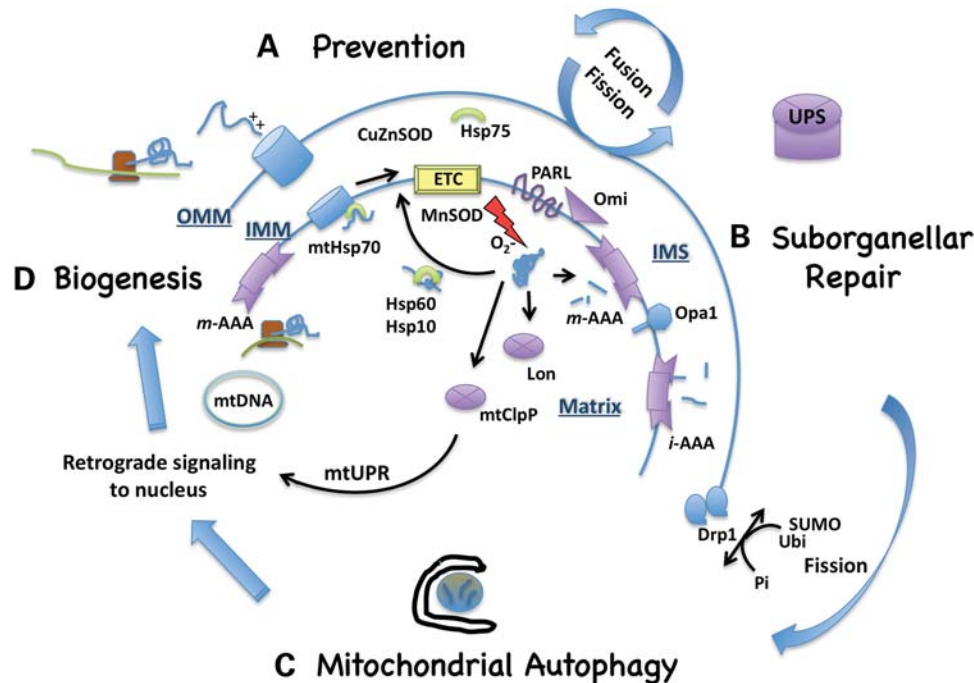 A Prevention
Fusion
Fission
UPS
++
CuZnSOD
Hsp75
ETC
PARL
Omi
OMM
IMM
MnSOD
mtHsp70
O2-
IMS
B Suborganellar
Repair
D Biogenesis
Hsp60
Hsp10
m-AAA
Opa1
m-AAA
Lon
mtDNA
mtClpP
Matrix
i-AAA
Retrograde signaling
to nucleus
mtUPR
Drp1
SUMO
Ubi
Pi
Fission
C Mitochondrial Autophagy